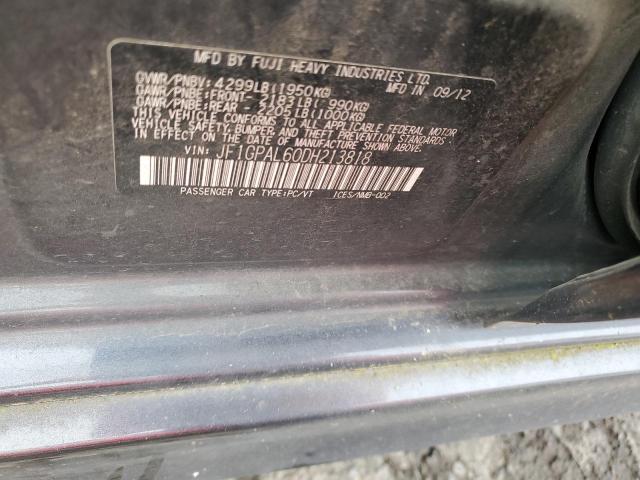 MFD BY FUJI HEAVY INDUSTRIES LTD.
MFD IN 09/12
GVWR/PNBV: 4299LB(1950KG)
GAWR/PNBE:FRONT- 2183LB( 990KG)
GAWR/PNBE:REAR - 2205LB(1000KG)
THIS VEHICLE CONFORMS TO ALL APPLICABLE FEDERAL MOTOR
VEHICLE SAFETY, BUMPER, AND THEFT PREVENTION STANDARDS
IN EFFECT ON THE DATE OF MANUFACTURE SHOWN ABOVE.
VIN: JF1GPAL60DH213818
PASSENGER CAR TYPE:PC/VT ICES/NMB-002